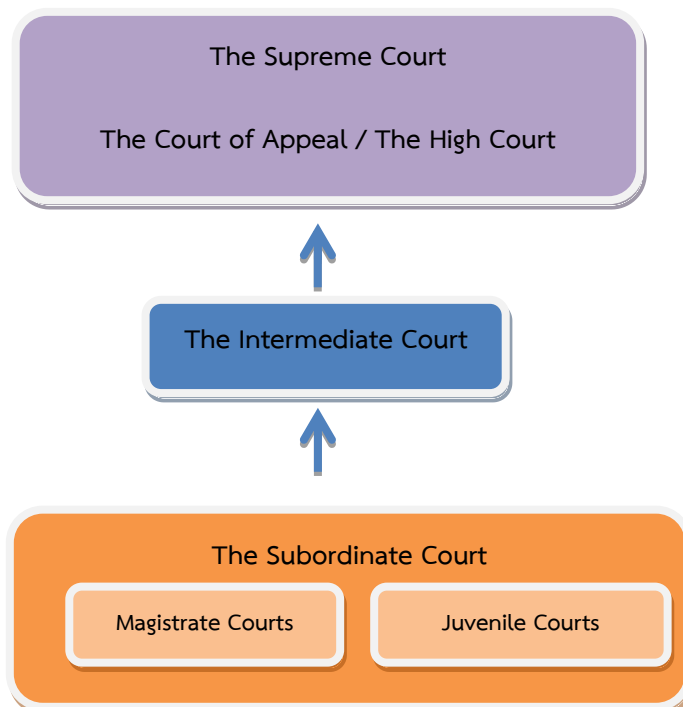 The Supreme Court
The Court of Appeal / The High Court
The Intermediate Court
The Subordinate Court
Magistrate Courts
Juvenile Courts